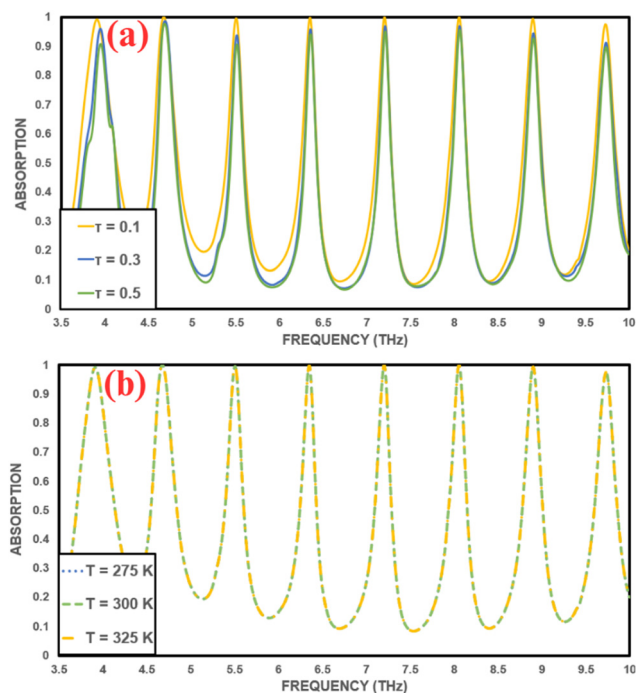 (a)
1
0.9
0.8
0.7
0.6
0.5
0.4
0.3
0.2
0.1
0
ABSORPTION
τ = 0.1
τ = 0.3
τ = 0.5
3.5 4 4.5 5 5.5 6 6.5 7 7.5 8 8.5 9 9.5 10
FREQUENCY (THz)
(b)
1
0.9
0.8
0.7
0.6
0.5
0.4
0.3
0.2
0.1
0
ABSORPTION
T = 275 K
T = 300 K
T = 325 K
3.5 4 4.5 5 5.5 6 6.5 7 7.5 8 8.5 9 9.5 10
FREQUENCY (THz)